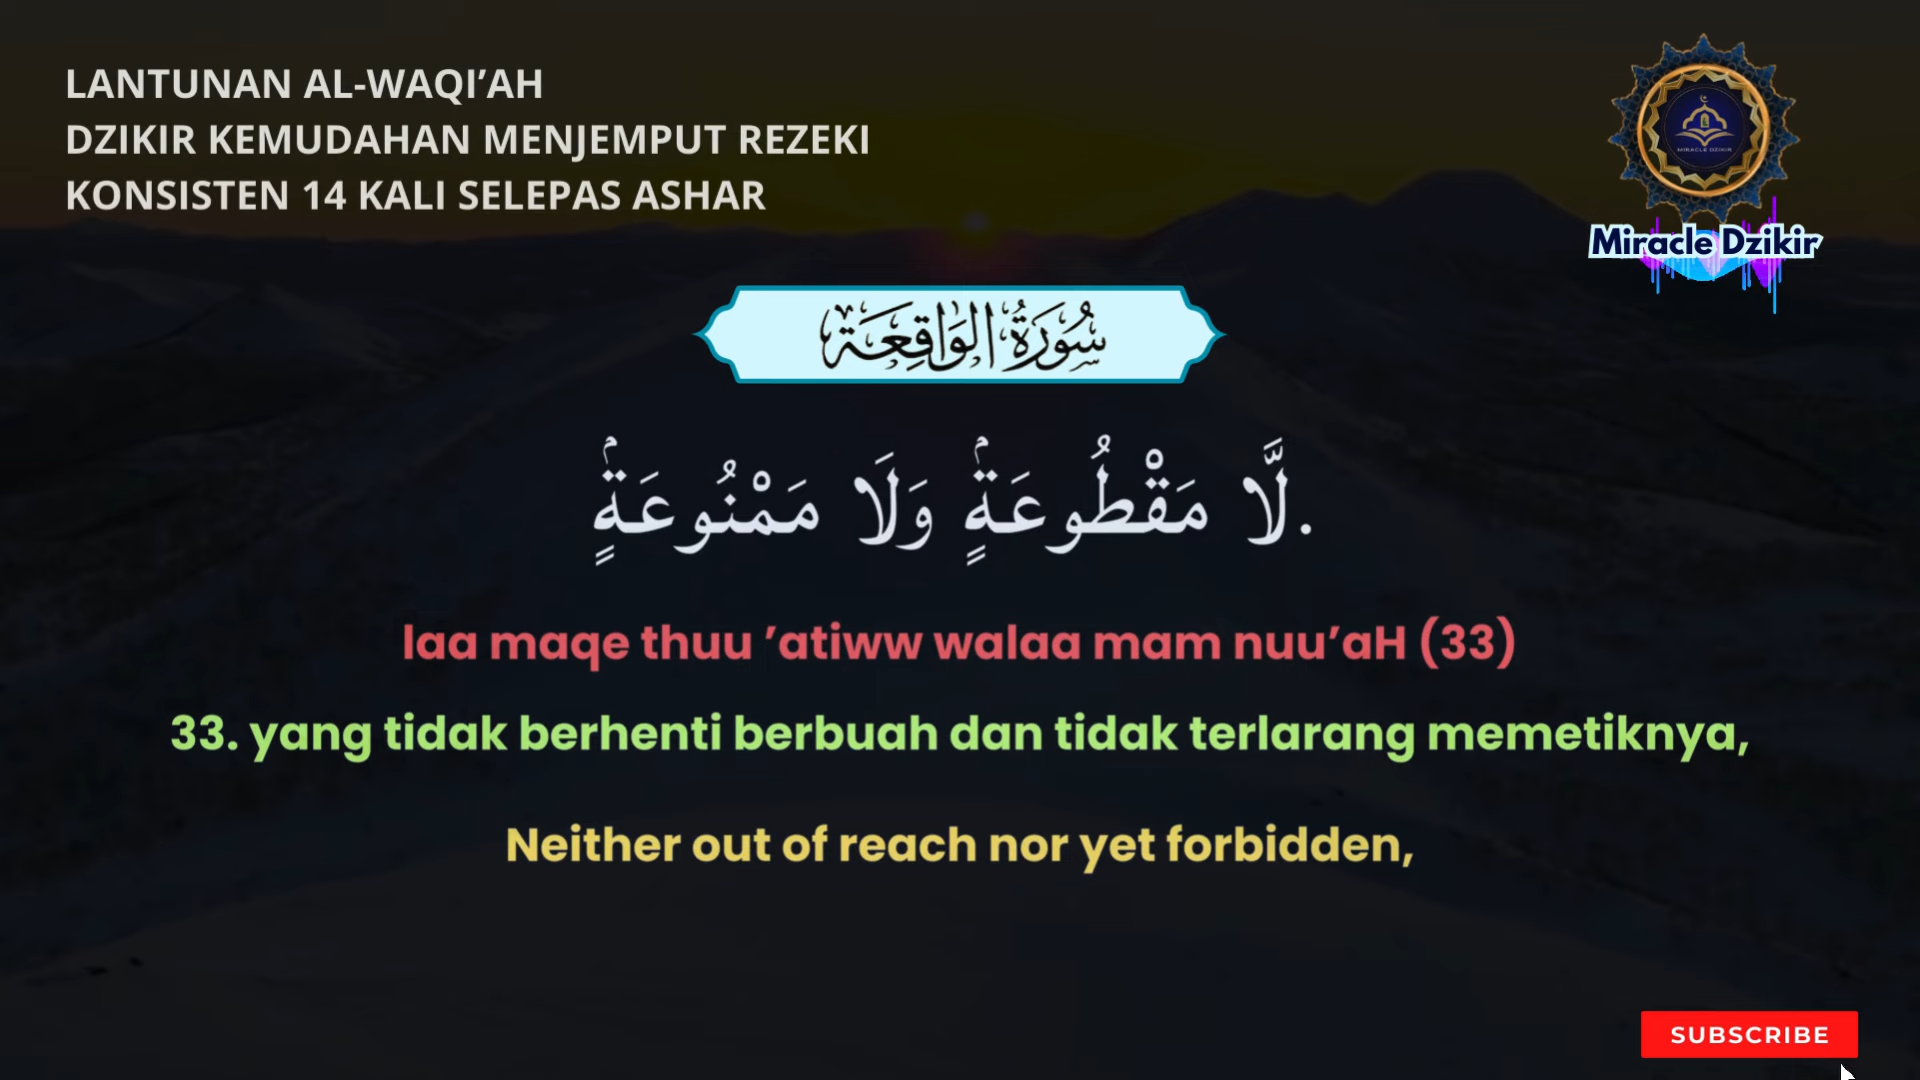 LANTUNAN AL-WAQI’AH
DZIKIR KEMUDAHAN MENJEMPUT REZEKI
KONSISTEN 14 KALI SELEPAS ASHAR
MIRACLE DZIKIR
Miracle Dzikir
سُوْرَةُ الوَاقِعَة
.لَّا مَقْطُوعَةٍۢ وَلَا مَمْنُوعَةٍۢ
laa maqe thuu ’atiww walaa mam nuu’aH (33)
33. yang tidak berhenti berbuah dan tidak terlarang memetiknya,
Neither out of reach nor yet forbidden,
SUBSCRIBE